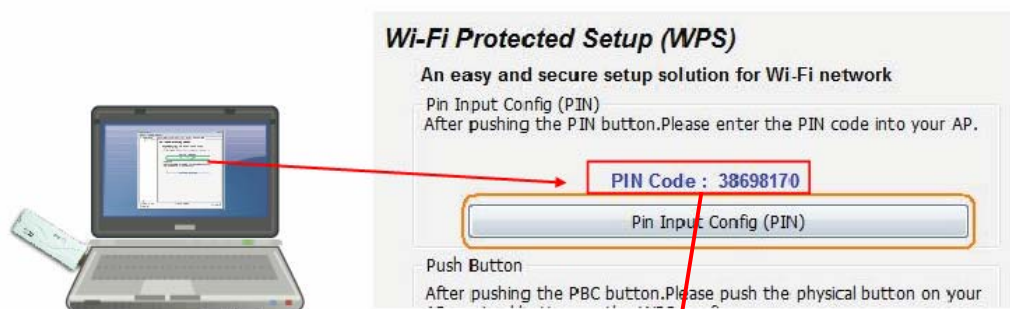 Wi-Fi Protected Setup (WPS)
An easy and secure setup solution for Wi-Fi network
Pin Input Config (PIN)
After pushing the PIN button.Please enter the PIN code into your AP.
PIN Code : 38698170
Pin Input Config (PIN)
Push Button
After pushing the PBC button.Please push the physical button on your